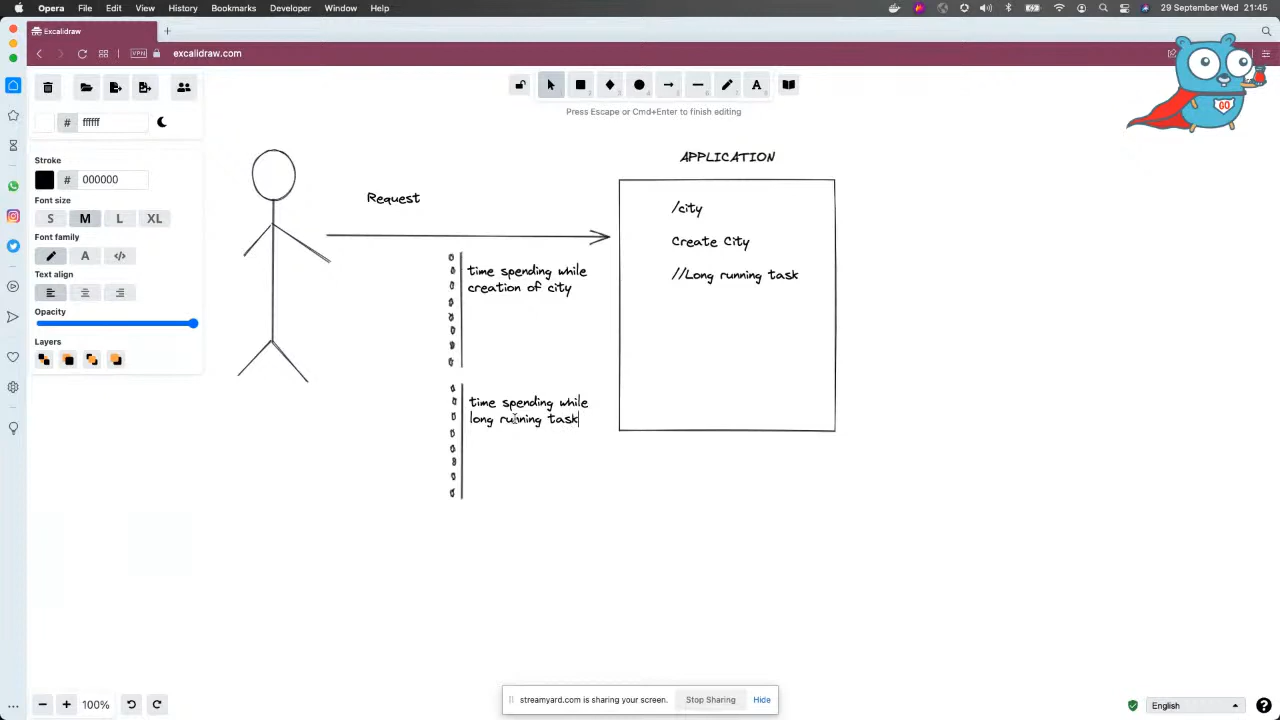 Opera File Edit View History Bookmarks Developer Window Help 29 September Wed 21:45
Excalidraw
VPN excalidraw.com
# ffffff
Press Escape or Cmd+Enter to finish editing
Stroke
# 000000
Font size
S M L XL
Font family
A </>
Text align
Opacity
Layers
Request
APPLICATION
/city
Create City
//Long running task
time spending while
creation of city
time spending while
long running task
GO
100%
streamyard.com is sharing your screen. Stop Sharing Hide
English